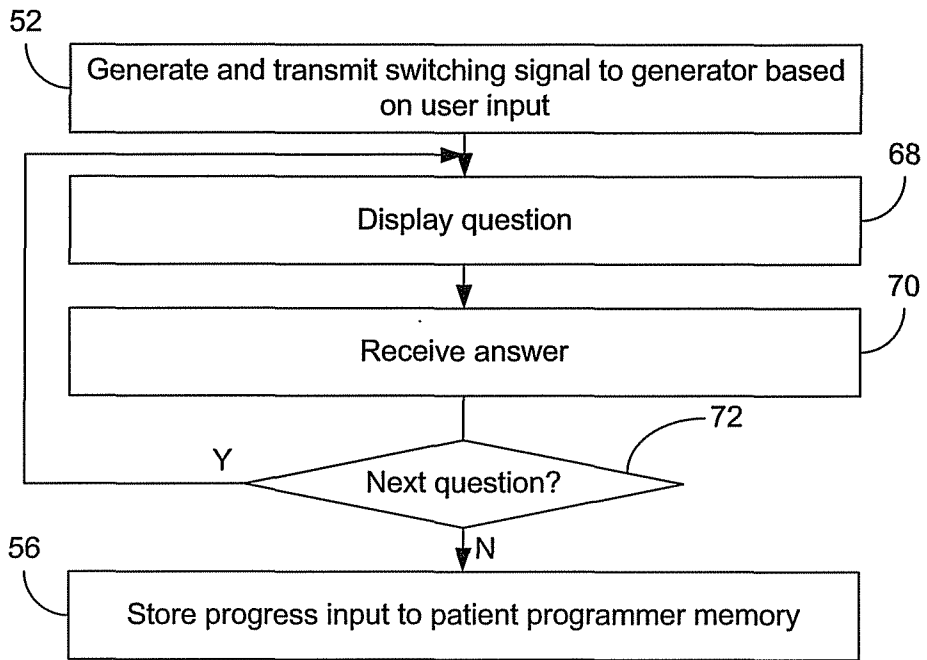 52
Generate and transmit switching signal to generator based
on user input
68
Display question
70
Receive answer
72
Y
Next question?
N
56
Store progress input to patient programmer memory